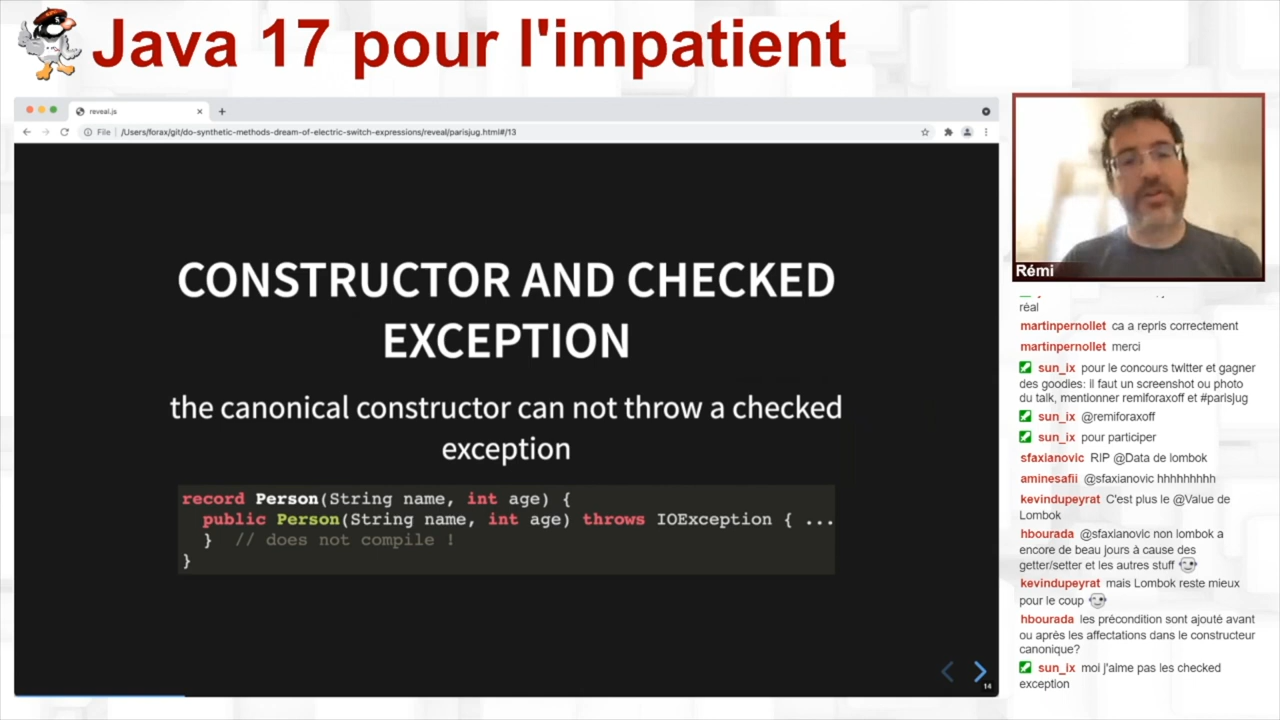 Java 17 pour l'impatient
reveal.js
File
/Users/forax/git/do-synthetic-methods-dream-of-electric-switch-expressions/reveal/parisjug.html#/13
CONSTRUCTOR AND CHECKED
EXCEPTION
the canonical constructor can not throw a checked
exception
record Person(String name, int age) {
public Person(String name, int age) throws IOException { ...
} // does not compile !
}
14
Rémi
réal
martinpernollet ca a repris correctement
martinpernollet merci
sun_ix pour le concours twitter et gagner
des goodies: il faut un screenshot ou photo
du talk, mentionner remiforaxoff et #parisjug
sun_ix @remiforaxoff
sun_ix pour participer
sfaxianovic RIP @Data de lombok
aminesafii @sfaxianovic hhhhhhhhh
kevindupeyrat C'est plus le @Value de
Lombok
hbourada @sfaxianovic non lombok a
encore de beau jours à cause des
getter/setter et les autres stuff
kevindupeyrat mais Lombok reste mieux
pour le coup
hbourada les précondition sont ajouté avant
ou après les affectations dans le constructeur
canonique?
sun_ix moi j'aime pas les checked
exception